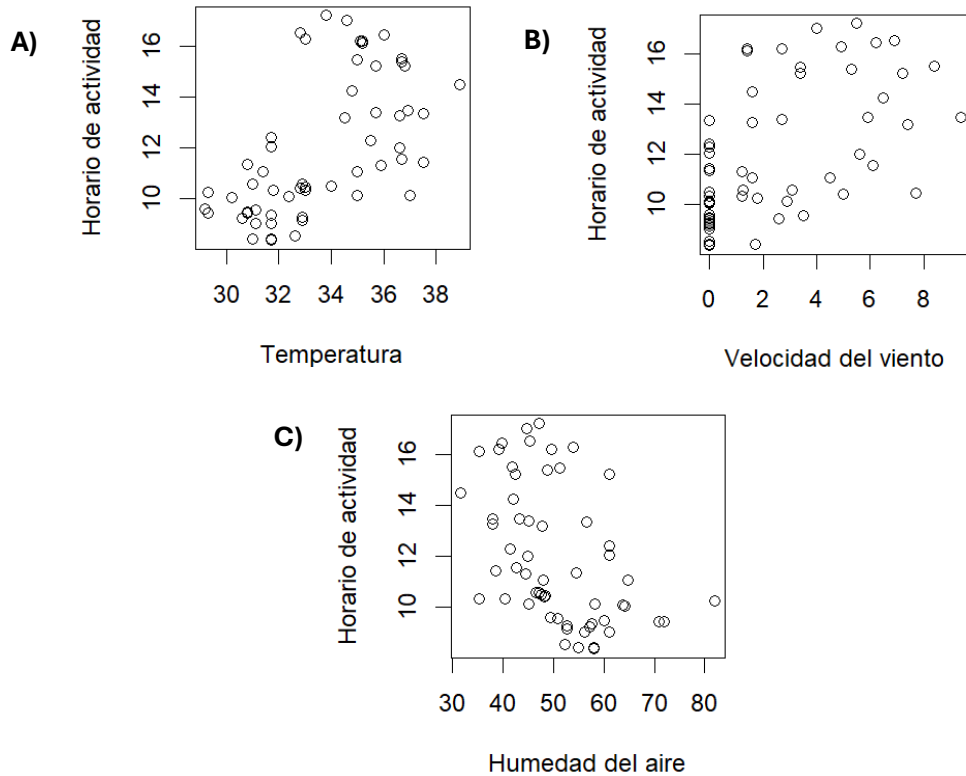 A)
Horario de actividad
16
14
12
10
30 32 34 36 38
Temperatura
B)
Horario de actividad
16
14
12
10
0 2 4 6 8
Velocidad del viento
C)
Horario de actividad
16
14
12
10
30 40 50 60 70 80
Humedad del aire